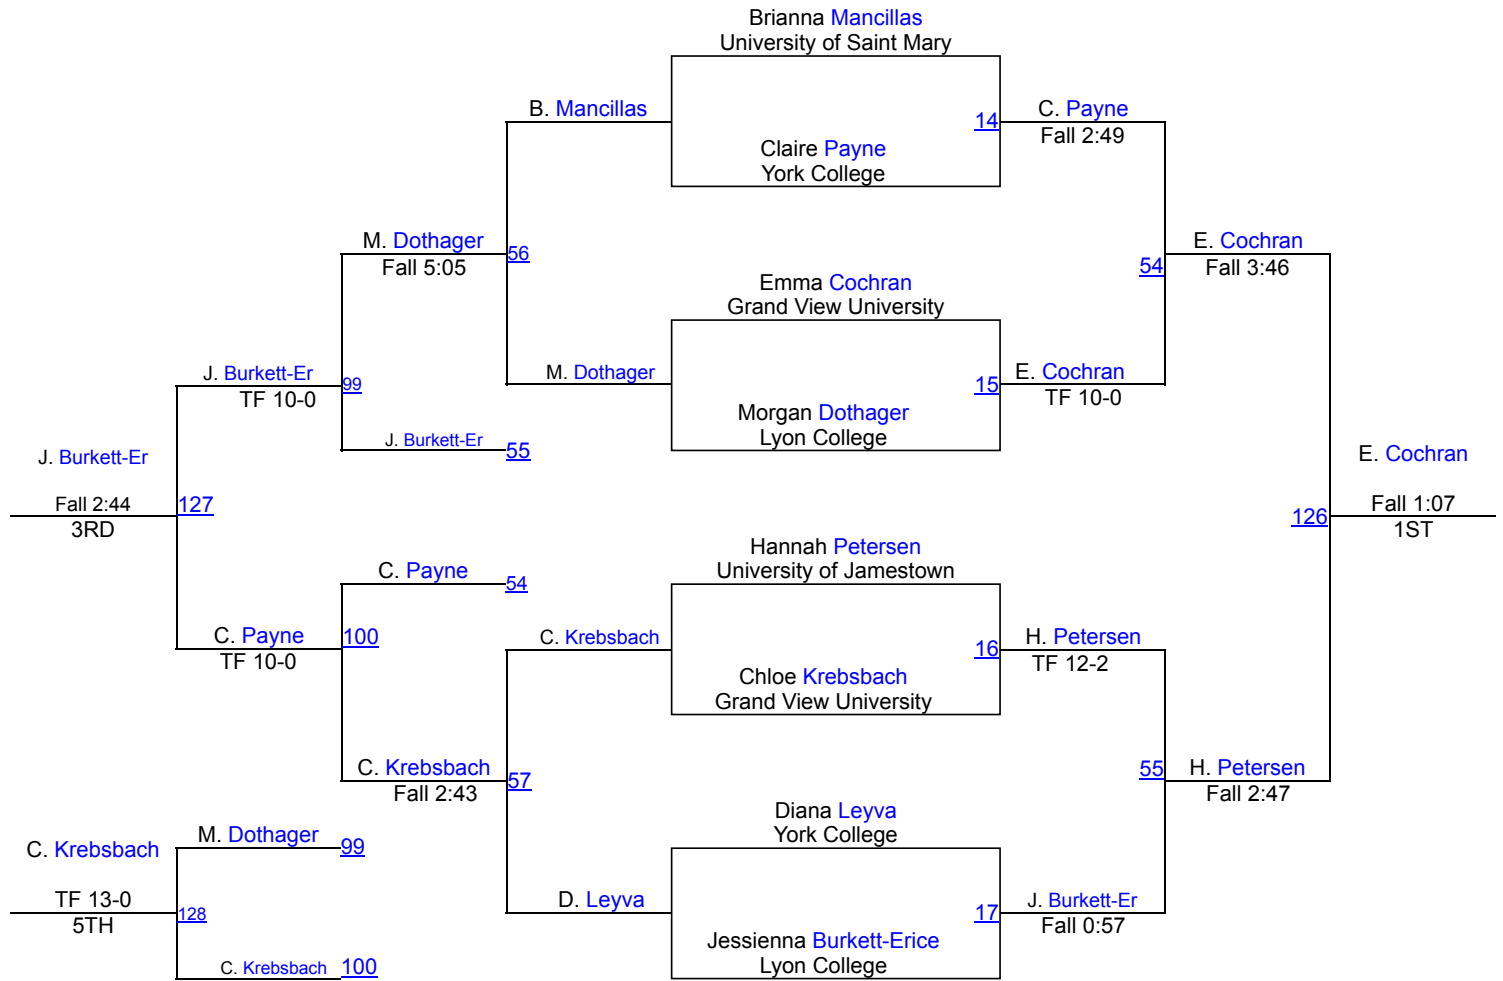 Brianna Mancillas
University of Saint Mary
B. Mancillas
14
C. Payne
Fall 2:49
Claire Payne
York College
M. Dothager
Fall 5:05
56
54
E. Cochran
Fall 3:46
Emma Cochran
Grand View University
M. Dothager
15
E. Cochran
TF 10-0
Morgan Dothager
Lyon College
J. Burkett-Er
TF 10-0
99
J. Burkett-Er
55
J. Burkett-Er
Fall 2:44
3RD
127
E. Cochran
Fall 1:07
1ST
126
Hannah Petersen
University of Jamestown
C. Payne
54
C. Payne
TF 10-0
100
C. Krebsbach
16
H. Petersen
TF 12-2
Chloe Krebsbach
Grand View University
C. Krebsbach
Fall 2:43
57
55
H. Petersen
Fall 2:47
Diana Leyva
York College
C. Krebsbach
TF 13-0
5TH
M. Dothager
99
128
C. Krebsbach
100
D. Leyva
17
J. Burkett-Er
Fall 0:57
Jessienna Burkett-Erice
Lyon College